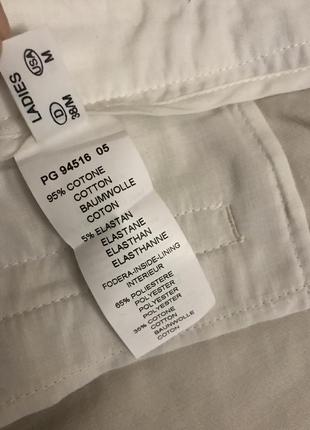 USA M
D 38/M
LADIES
PG 94516 05
95% COTONE
COTTON
BAUMWOLLE
COTON
5% ELASTAN
ELASTANE
ELASTHAN
ELASTHANNE
FODERA-INSIDE-LINING
INTERIEUR
65% POLIESTERE
POLYESTER
POLYESTER
POLYESTER
35% COTONE
COTTON
BAUWOLLE
COTON